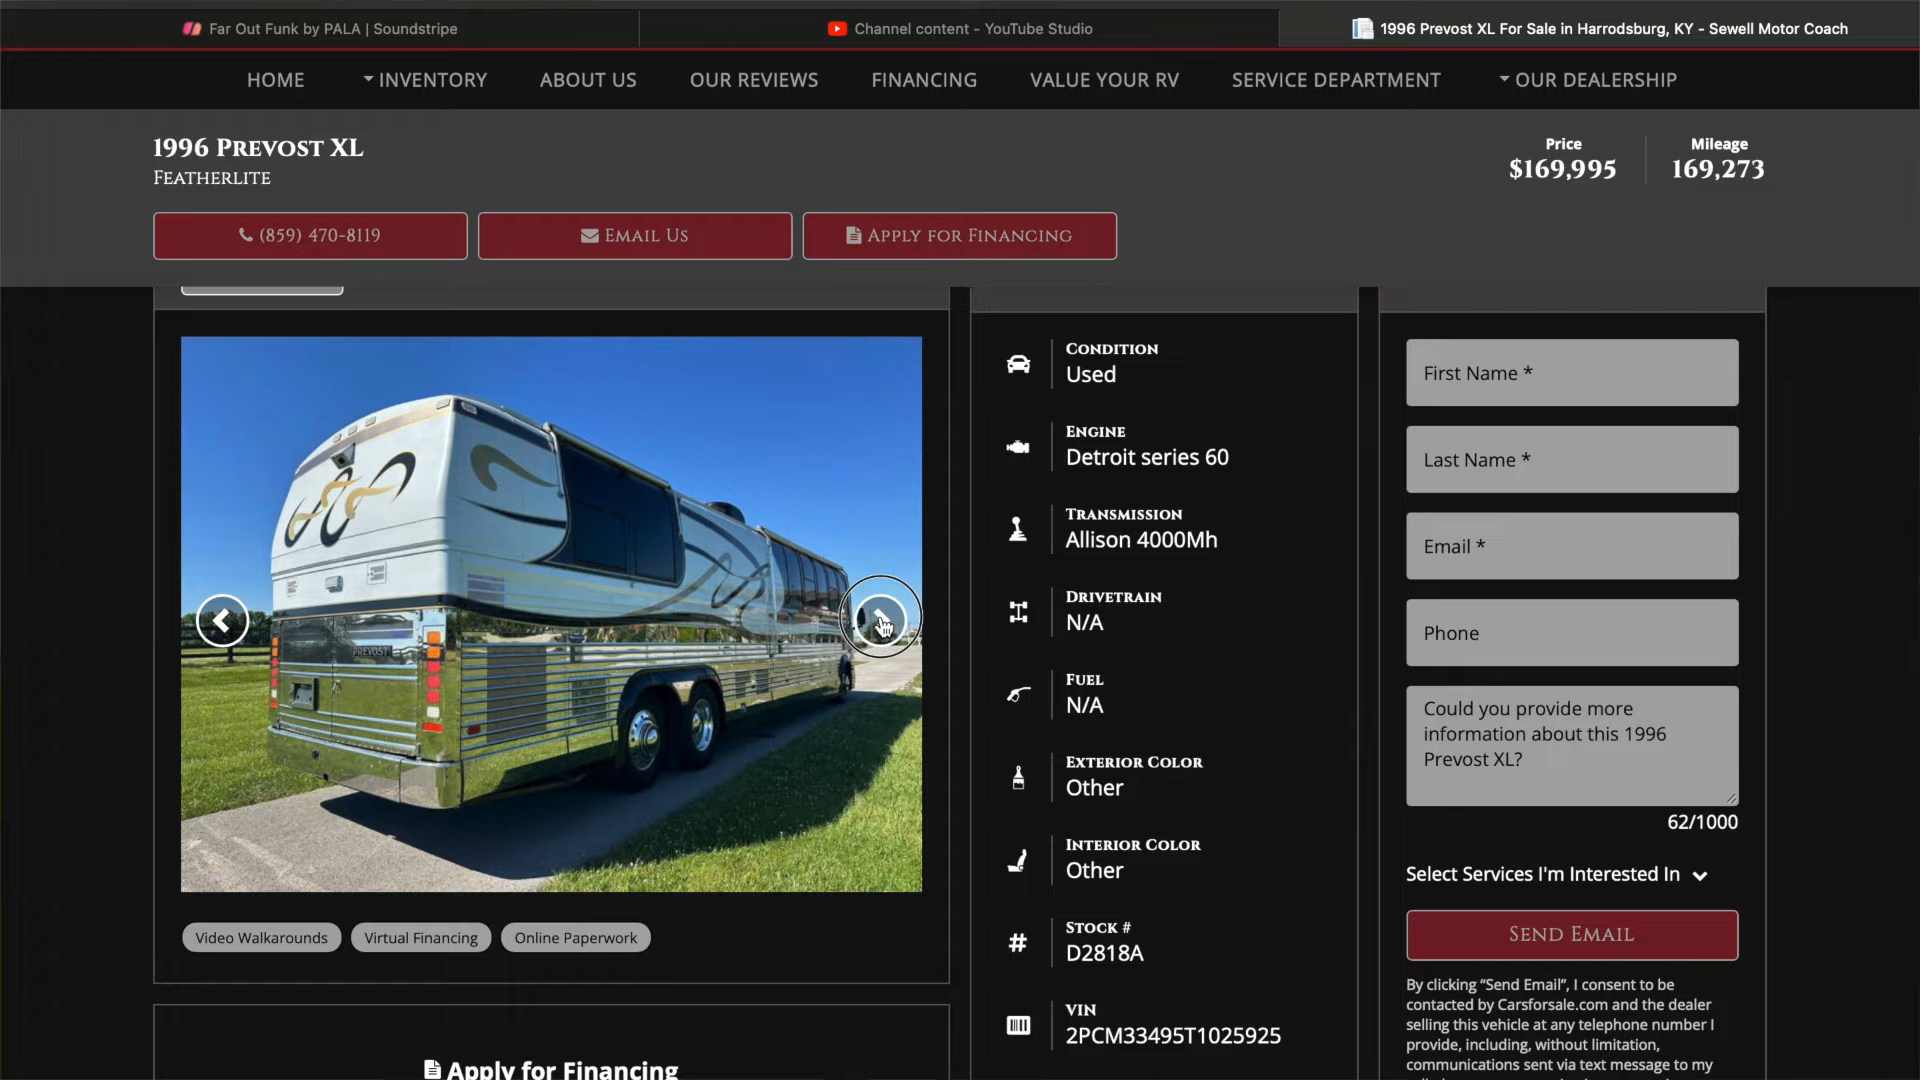 Far Out Funk by PALA | Soundstripe
Channel content - YouTube Studio
1996 Prevost XL For Sale in Harrodsburg, KY - Sewell Motor Coach
HOME
INVENTORY
ABOUT US
OUR REVIEWS
FINANCING
VALUE YOUR RV
SERVICE DEPARTMENT
OUR DEALERSHIP
1996 Prevost XL
Featherlite
Price
$169,995
Mileage
169,273
(859) 470-8119
Email Us
Apply for Financing
PREVOST
Video Walkarounds
Virtual Financing
Online Paperwork
Apply for Financing
Condition
Used
Engine
Detroit series 60
Transmission
Allison 4000Mh
Drivetrain
N/A
Fuel
N/A
Exterior Color
Other
Interior Color
Other
Stock #
D2818A
VIN
2PCM33495T1025925
First Name *
Last Name *
Email *
Phone
Could you provide more
information about this 1996
Prevost XL?
62/1000
Select Services I'm Interested In
Send Email
By clicking “Send Email”, I consent to be
contacted by Carsforsale.com and the dealer
selling this vehicle at any telephone number I
provide, including, without limitation,
communications sent via text message to my